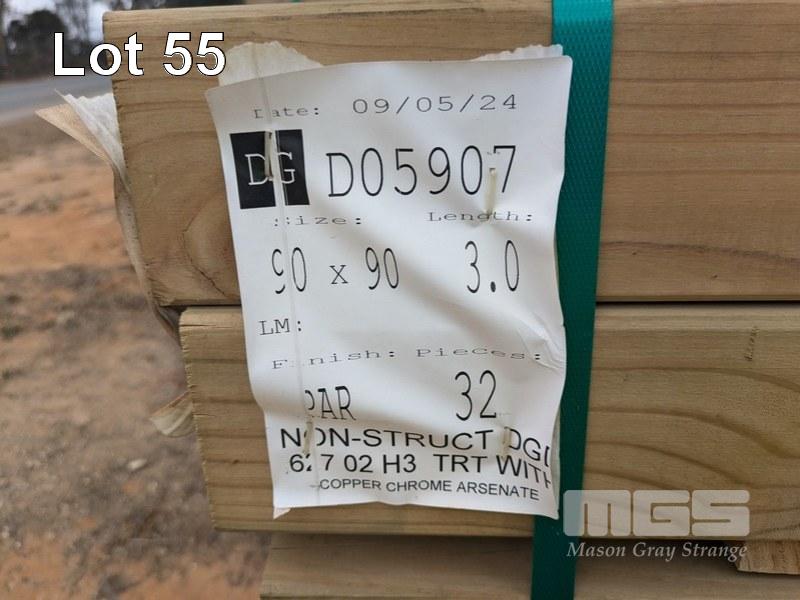 Lot 55
Date: 09/05/24
DG D05907
Size: Length:
90 x 90 3.0
LM:
Finish: Pieces:
PAR 32
NON-STRUCT
627 02 H3 TRT WITH
COPPER CHROME ARSENATE
MGS
Mason Gray Strange